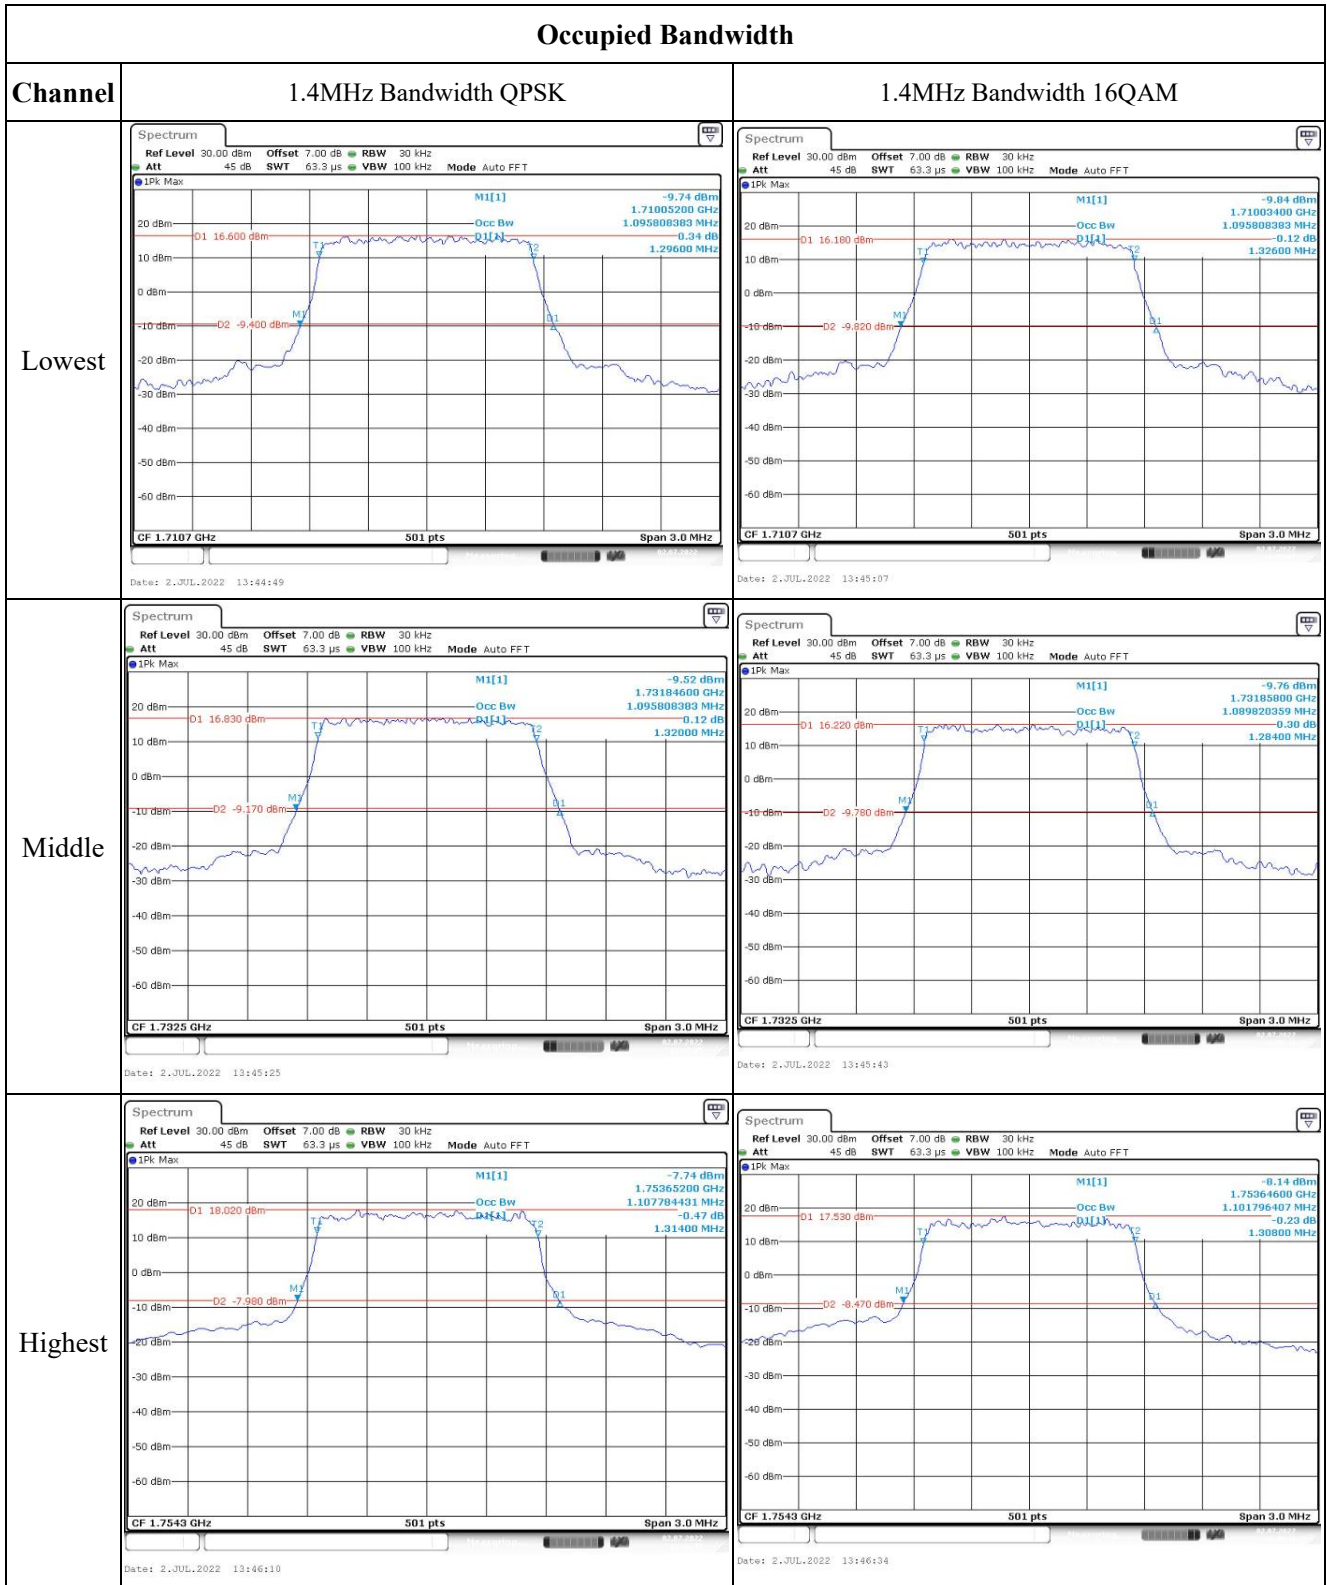 Occupied Bandwidth
Channel 1.4MHz Bandwidth QPSK 1.4MHz Bandwidth 16QAM
Lowest
Spectrum
Ref Level 30.00 dBm Offset 7.00 dB RBW 30 kHz
Att 45 dB SWT 63.3 µs VBW 100 kHz Mode Auto FFT
1Pk Max
M1[1] -9.74 dBm
1.71005200 GHz
20 dBm Occ Bw 1.095808383 MHz
D1 16.600 dBm D1[1] 0.34 dB
T1 T2 1.29600 MHz
10 dBm
0 dBm
M1 D1
-10 dBm D2 -9.400 dBm
-20 dBm
-30 dBm
-40 dBm
-50 dBm
-60 dBm
CF 1.7107 GHz 501 pts Span 3.0 MHz
Date: 2.JUL.2022 13:44:49
Spectrum
Ref Level 30.00 dBm Offset 7.00 dB RBW 30 kHz
Att 45 dB SWT 63.3 µs VBW 100 kHz Mode Auto FFT
1Pk Max
M1[1] -9.84 dBm
1.71003400 GHz
20 dBm Occ Bw 1.095808383 MHz
D1 16.180 dBm D1[1] -0.12 dB
T1 T2 1.32600 MHz
10 dBm
0 dBm
M1 D1
-10 dBm D2 -9.820 dBm
-20 dBm
-30 dBm
-40 dBm
-50 dBm
-60 dBm
CF 1.7107 GHz 501 pts Span 3.0 MHz
Date: 2.JUL.2022 13:45:07
Middle
Spectrum
Ref Level 30.00 dBm Offset 7.00 dB RBW 30 kHz
Att 45 dB SWT 63.3 µs VBW 100 kHz Mode Auto FFT
1Pk Max
M1[1] -9.52 dBm
1.73184600 GHz
20 dBm Occ Bw 1.095808383 MHz
D1 16.830 dBm D1[1] 0.12 dB
T1 T2 1.32000 MHz
10 dBm
0 dBm
M1 D1
-10 dBm D2 -9.170 dBm
-20 dBm
-30 dBm
-40 dBm
-50 dBm
-60 dBm
CF 1.7325 GHz 501 pts Span 3.0 MHz
Date: 2.JUL.2022 13:45:25
Spectrum
Ref Level 30.00 dBm Offset 7.00 dB RBW 30 kHz
Att 45 dB SWT 63.3 µs VBW 100 kHz Mode Auto FFT
1Pk Max
M1[1] -9.76 dBm
1.73185800 GHz
20 dBm Occ Bw 1.089820359 MHz
D1 16.220 dBm D1[1] 0.30 dB
T1 T2 1.28400 MHz
10 dBm
0 dBm
M1 D1
-10 dBm D2 -9.780 dBm
-20 dBm
-30 dBm
-40 dBm
-50 dBm
-60 dBm
CF 1.7325 GHz 501 pts Span 3.0 MHz
Date: 2.JUL.2022 13:45:43
Highest
Spectrum
Ref Level 30.00 dBm Offset 7.00 dB RBW 30 kHz
Att 45 dB SWT 63.3 µs VBW 100 kHz Mode Auto FFT
1Pk Max
M1[1] -7.74 dBm
1.75365200 GHz
20 dBm Occ Bw 1.107784431 MHz
D1 18.020 dBm D1[1] -0.47 dB
T1 T2 1.31400 MHz
10 dBm
0 dBm
M1 D1
-10 dBm D2 -7.980 dBm
-20 dBm
-30 dBm
-40 dBm
-50 dBm
-60 dBm
CF 1.7543 GHz 501 pts Span 3.0 MHz
Date: 2.JUL.2022 13:46:10
Spectrum
Ref Level 30.00 dBm Offset 7.00 dB RBW 30 kHz
Att 45 dB SWT 63.3 µs VBW 100 kHz Mode Auto FFT
1Pk Max
M1[1] -8.14 dBm
1.75364600 GHz
20 dBm Occ Bw 1.101796407 MHz
D1 17.530 dBm D1[1] -0.23 dB
T1 T2 1.30800 MHz
10 dBm
0 dBm
M1 D1
-10 dBm D2 -8.470 dBm
-20 dBm
-30 dBm
-40 dBm
-50 dBm
-60 dBm
CF 1.7543 GHz 501 pts Span 3.0 MHz
Date: 2.JUL.2022 13:46:34